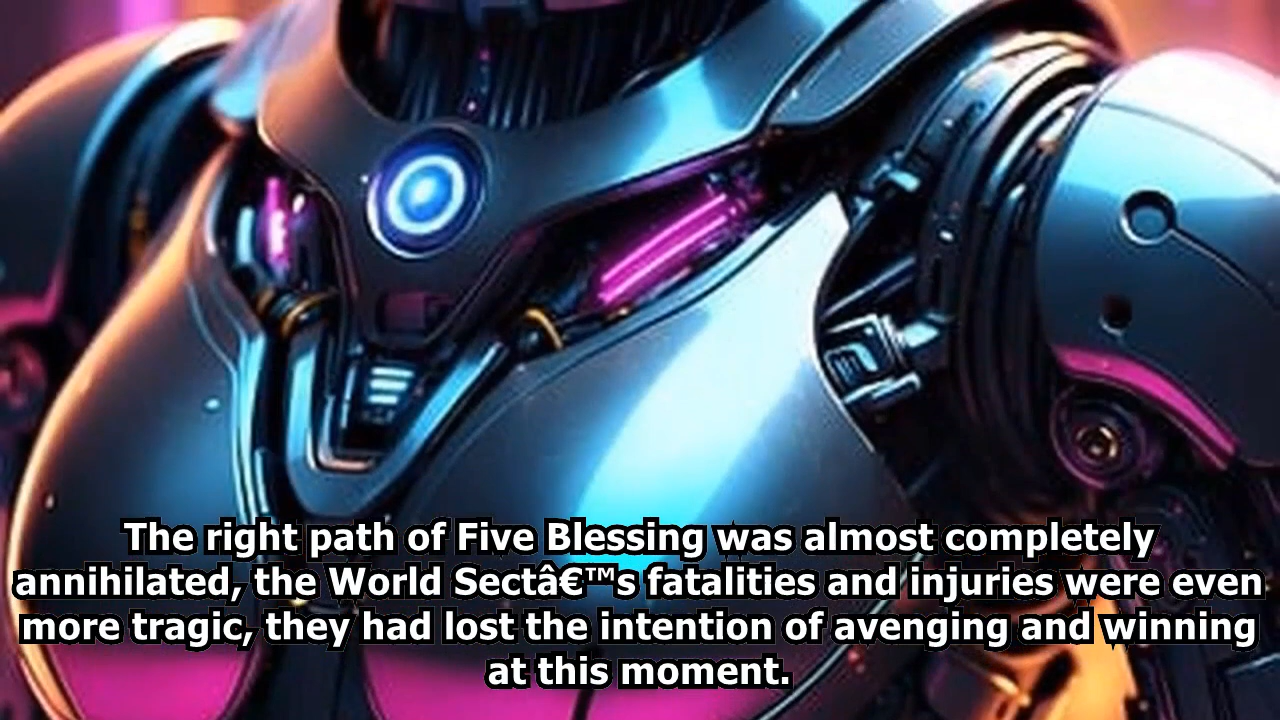 The right path of Five Blessing was almost completely
annihilated, the World Sectâ€™s fatalities and injuries were even
more tragic, they had lost the intention of avenging and winning
at this moment.